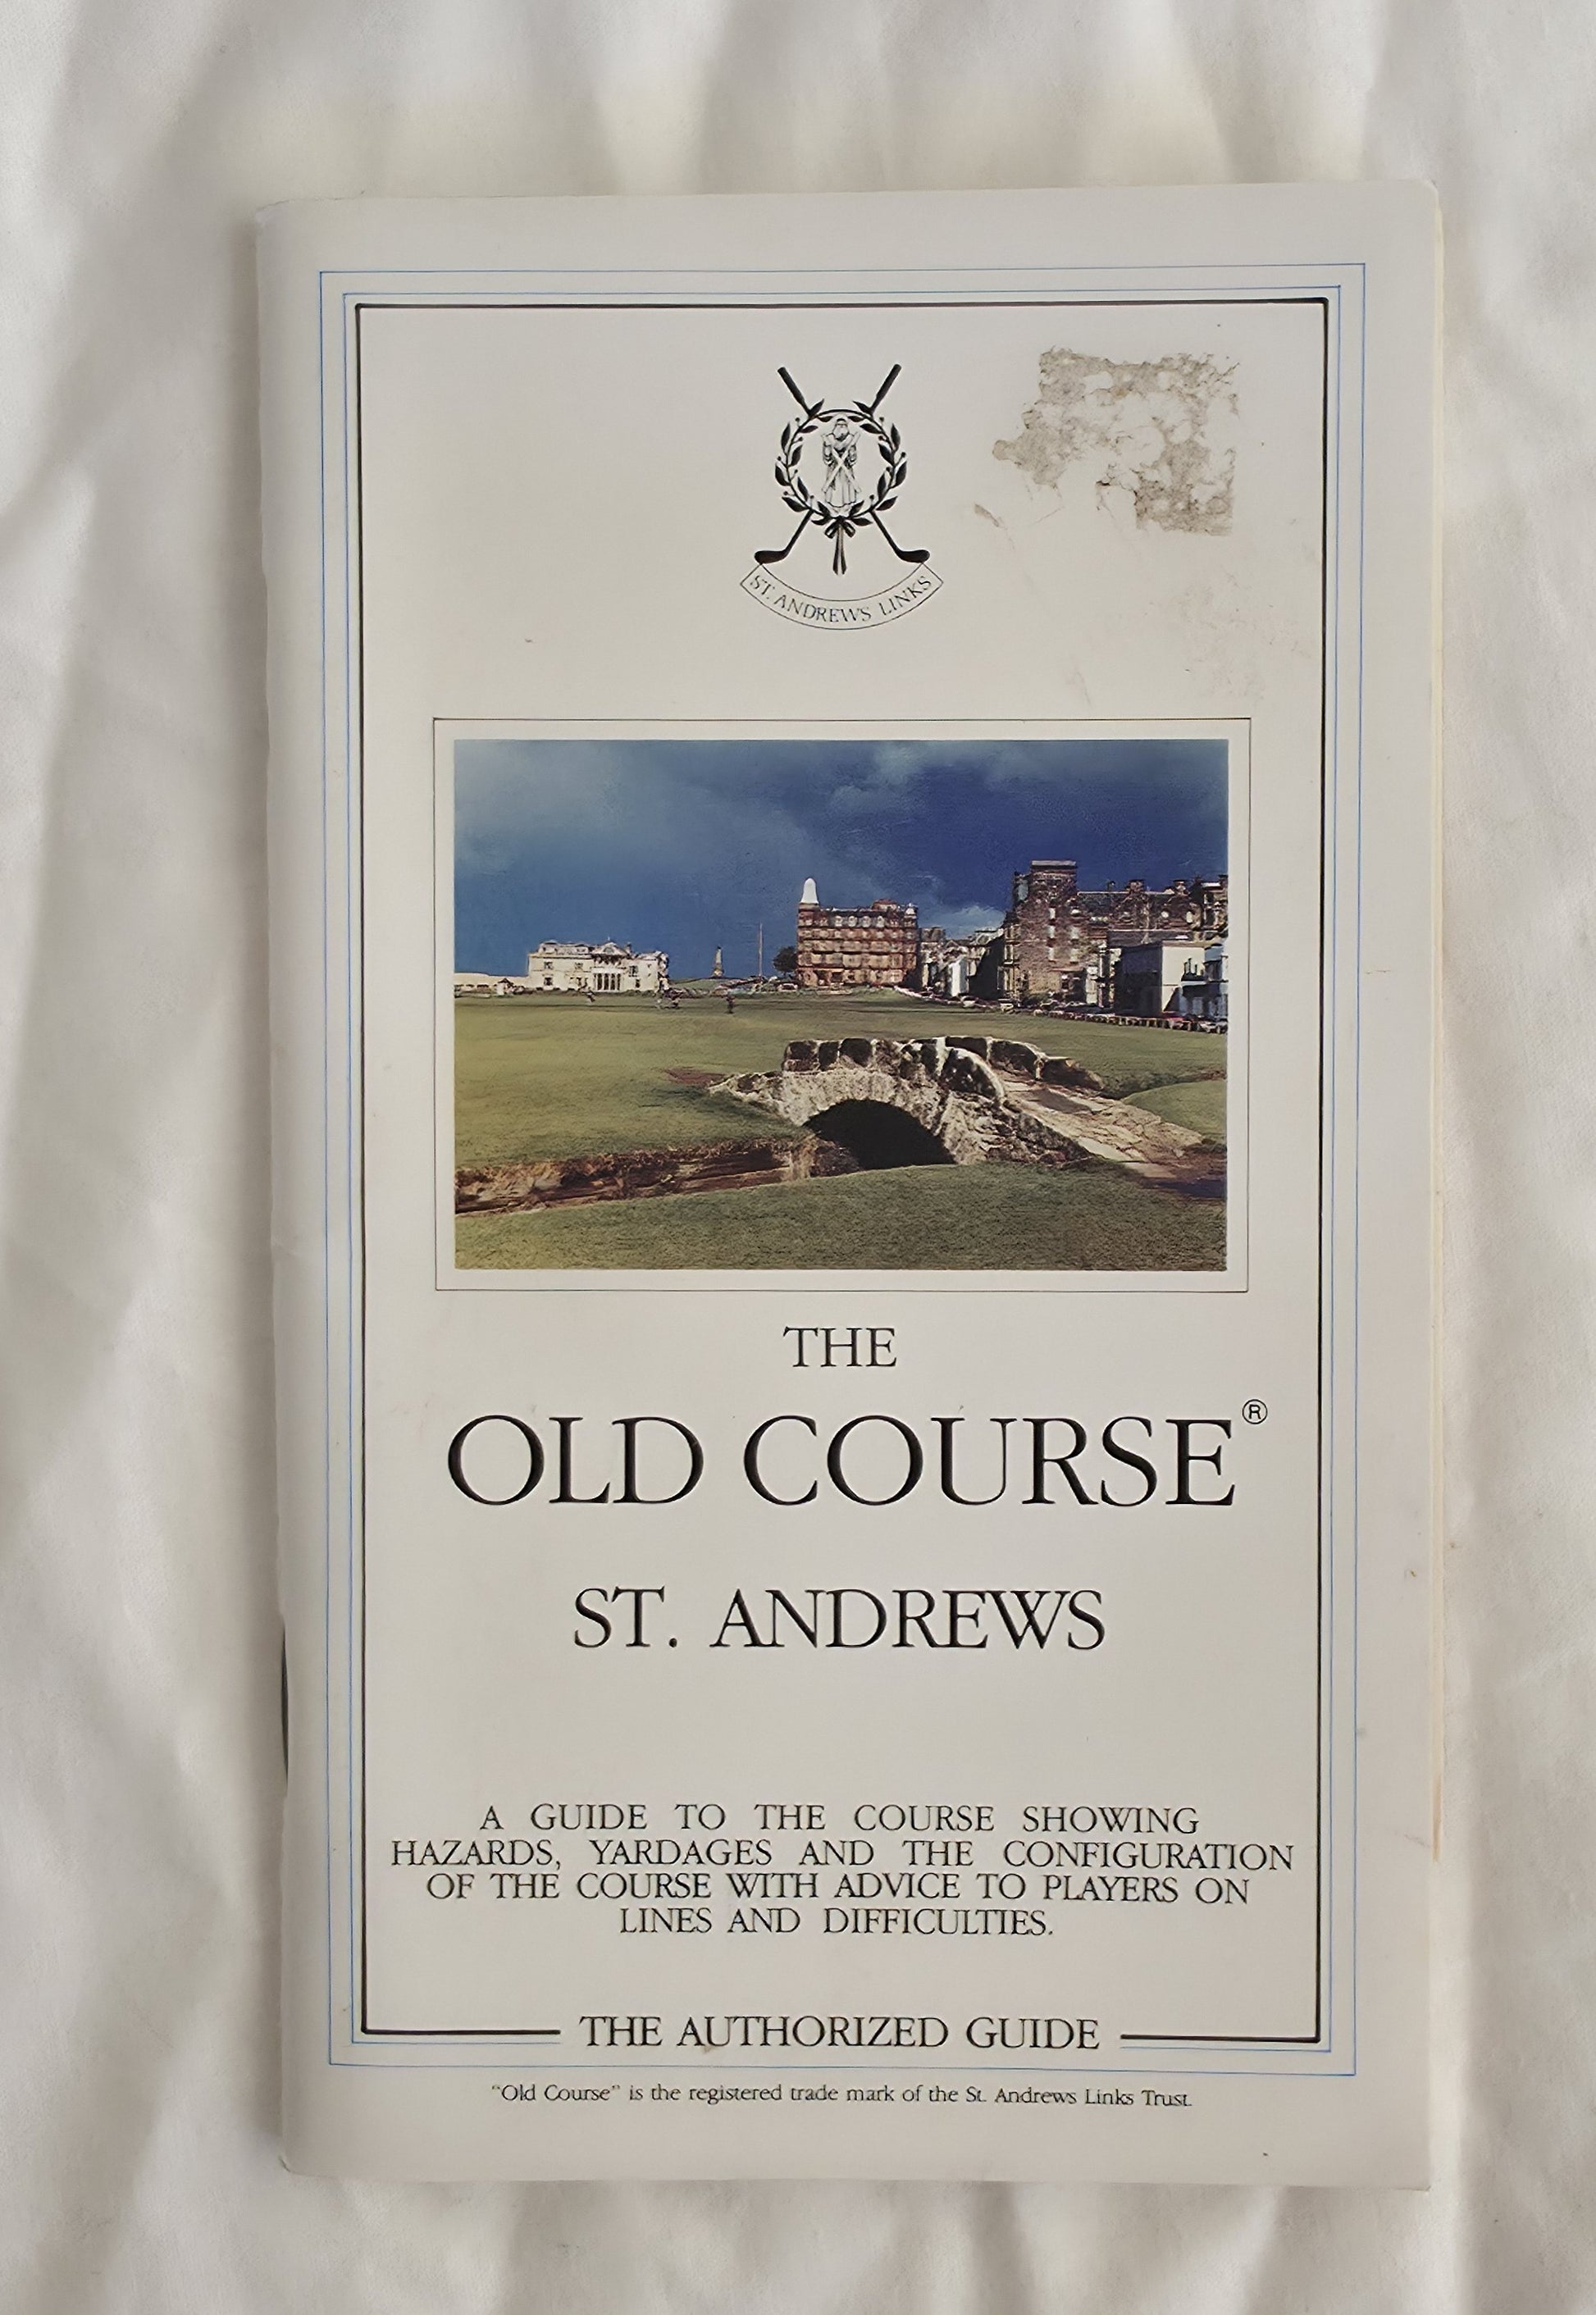 ST. ANDREWS LINKS
THE
OLD COURSE®
ST. ANDREWS
A GUIDE TO THE COURSE SHOWING
HAZARDS, YARDAGES AND THE CONFIGURATION
OF THE COURSE WITH ADVICE TO PLAYERS ON
LINES AND DIFFICULTIES.
THE AUTHORIZED GUIDE
"Old Course" is the registered trade mark of the St. Andrews Links Trust.